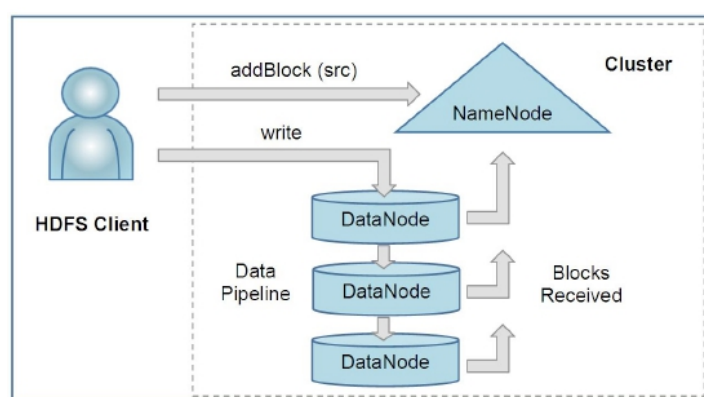 addBlock (src)
Cluster
NameNode
write
HDFS Client
DataNode
Data
Pipeline
DataNode
Blocks
Received
DataNode